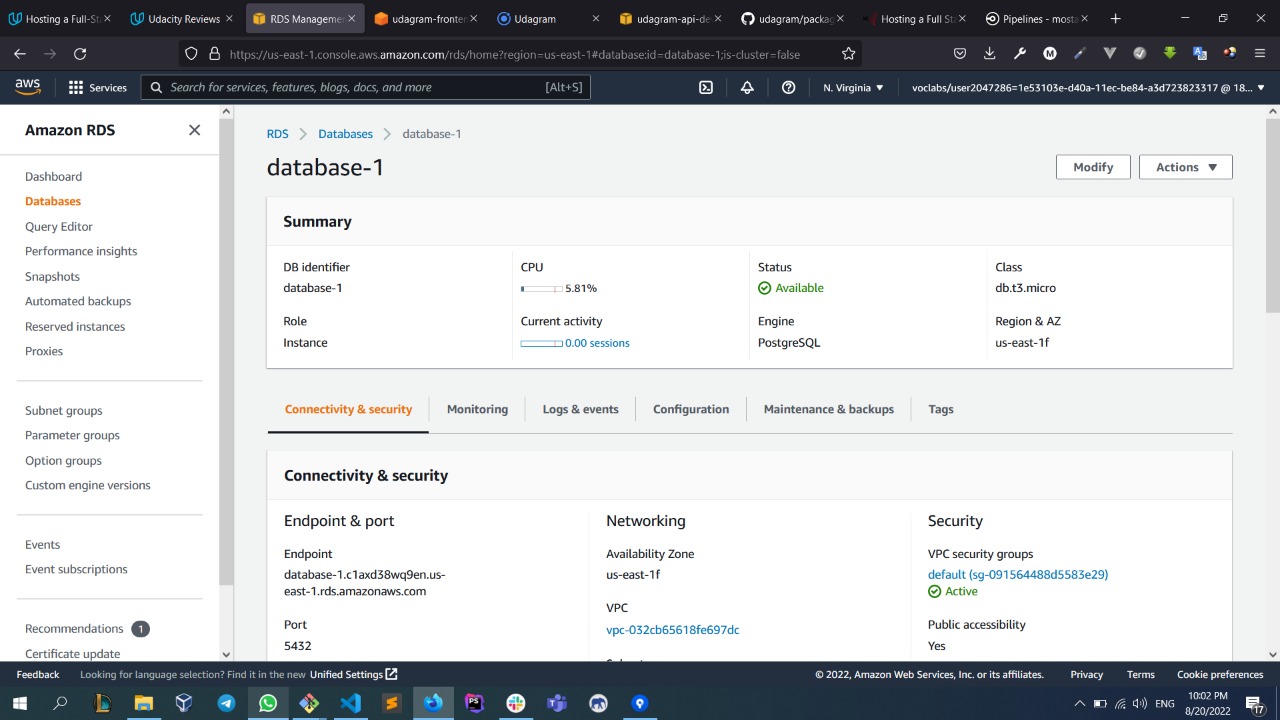 Hosting a Full-Sta
Udacity Reviews
RDS Managemen
udagram-fronten
Udagram
udagram-api-de
udagram/packag
Hosting a Full Sta
Pipelines - mosta
https://us-east-1.console.aws.amazon.com/rds/home?region=us-east-1#database:id=database-1;is-cluster=false
aws
Services
Search for services, features, blogs, docs, and more
[Alt+S]
N. Virginia
voclabs/user2047286=1e53103e-d40a-11ec-be84-a3d723823317 @ 18...
Amazon RDS
Dashboard
Databases
Query Editor
Performance insights
Snapshots
Automated backups
Reserved instances
Proxies
Subnet groups
Parameter groups
Option groups
Custom engine versions
Events
Event subscriptions
Recommendations 1
Certificate update
RDS
Databases
database-1
database-1
Modify
Actions
Summary
DB identifier
database-1
CPU
5.81%
Status
Available
Class
db.t3.micro
Role
Instance
Current activity
0.00 sessions
Engine
PostgreSQL
Region & AZ
us-east-1f
Connectivity & security
Monitoring
Logs & events
Configuration
Maintenance & backups
Tags
Connectivity & security
Endpoint & port
Endpoint
database-1.c1axd38wq9en.us-
east-1.rds.amazonaws.com
Port
5432
Networking
Availability Zone
us-east-1f
VPC
vpc-032cb65618fe697dc
Security
VPC security groups
default (sg-091564488d5583e29)
Active
Public accessibility
Yes
Feedback
Looking for language selection? Find it in the new Unified Settings
© 2022, Amazon Web Services, Inc. or its affiliates.
Privacy
Terms
Cookie preferences
ENG
10:02 PM
8/20/2022
17